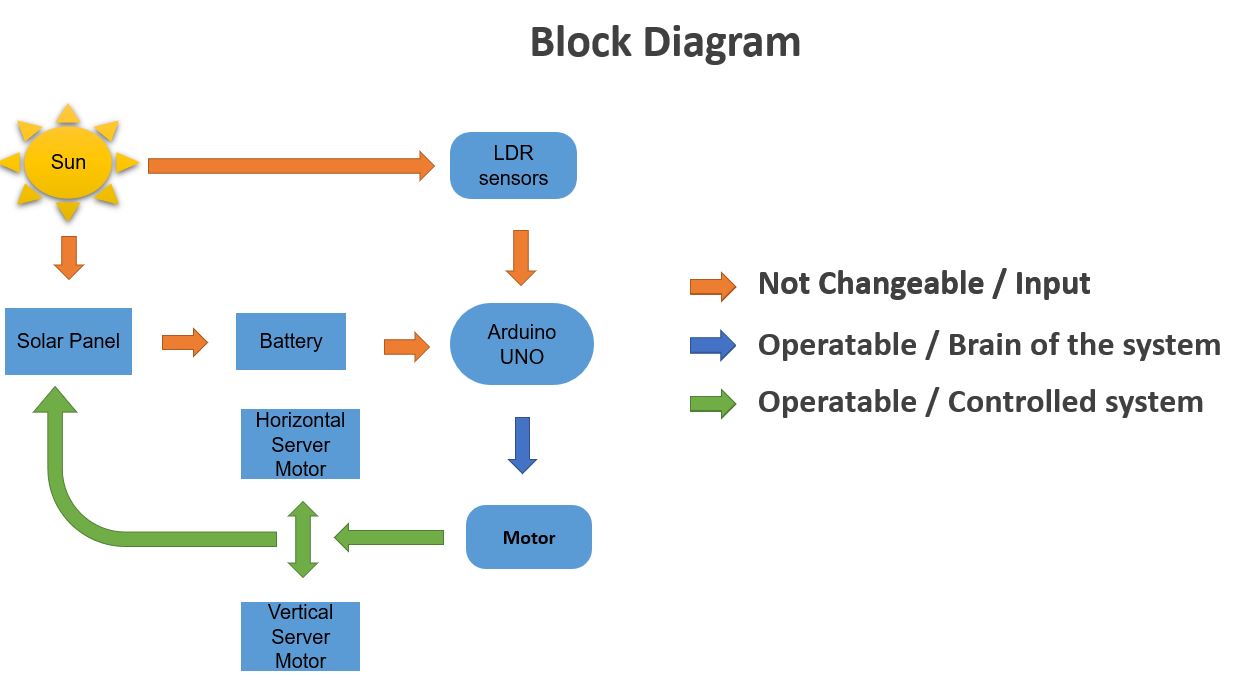 Block Diagram
Sun
LDR
sensors
Solar Panel
Battery
Arduino
UNO
Horizontal
Server
Motor
Motor
Vertical
Server
Motor
Not Changeable / Input
Operatable / Brain of the system
Operatable / Controlled system